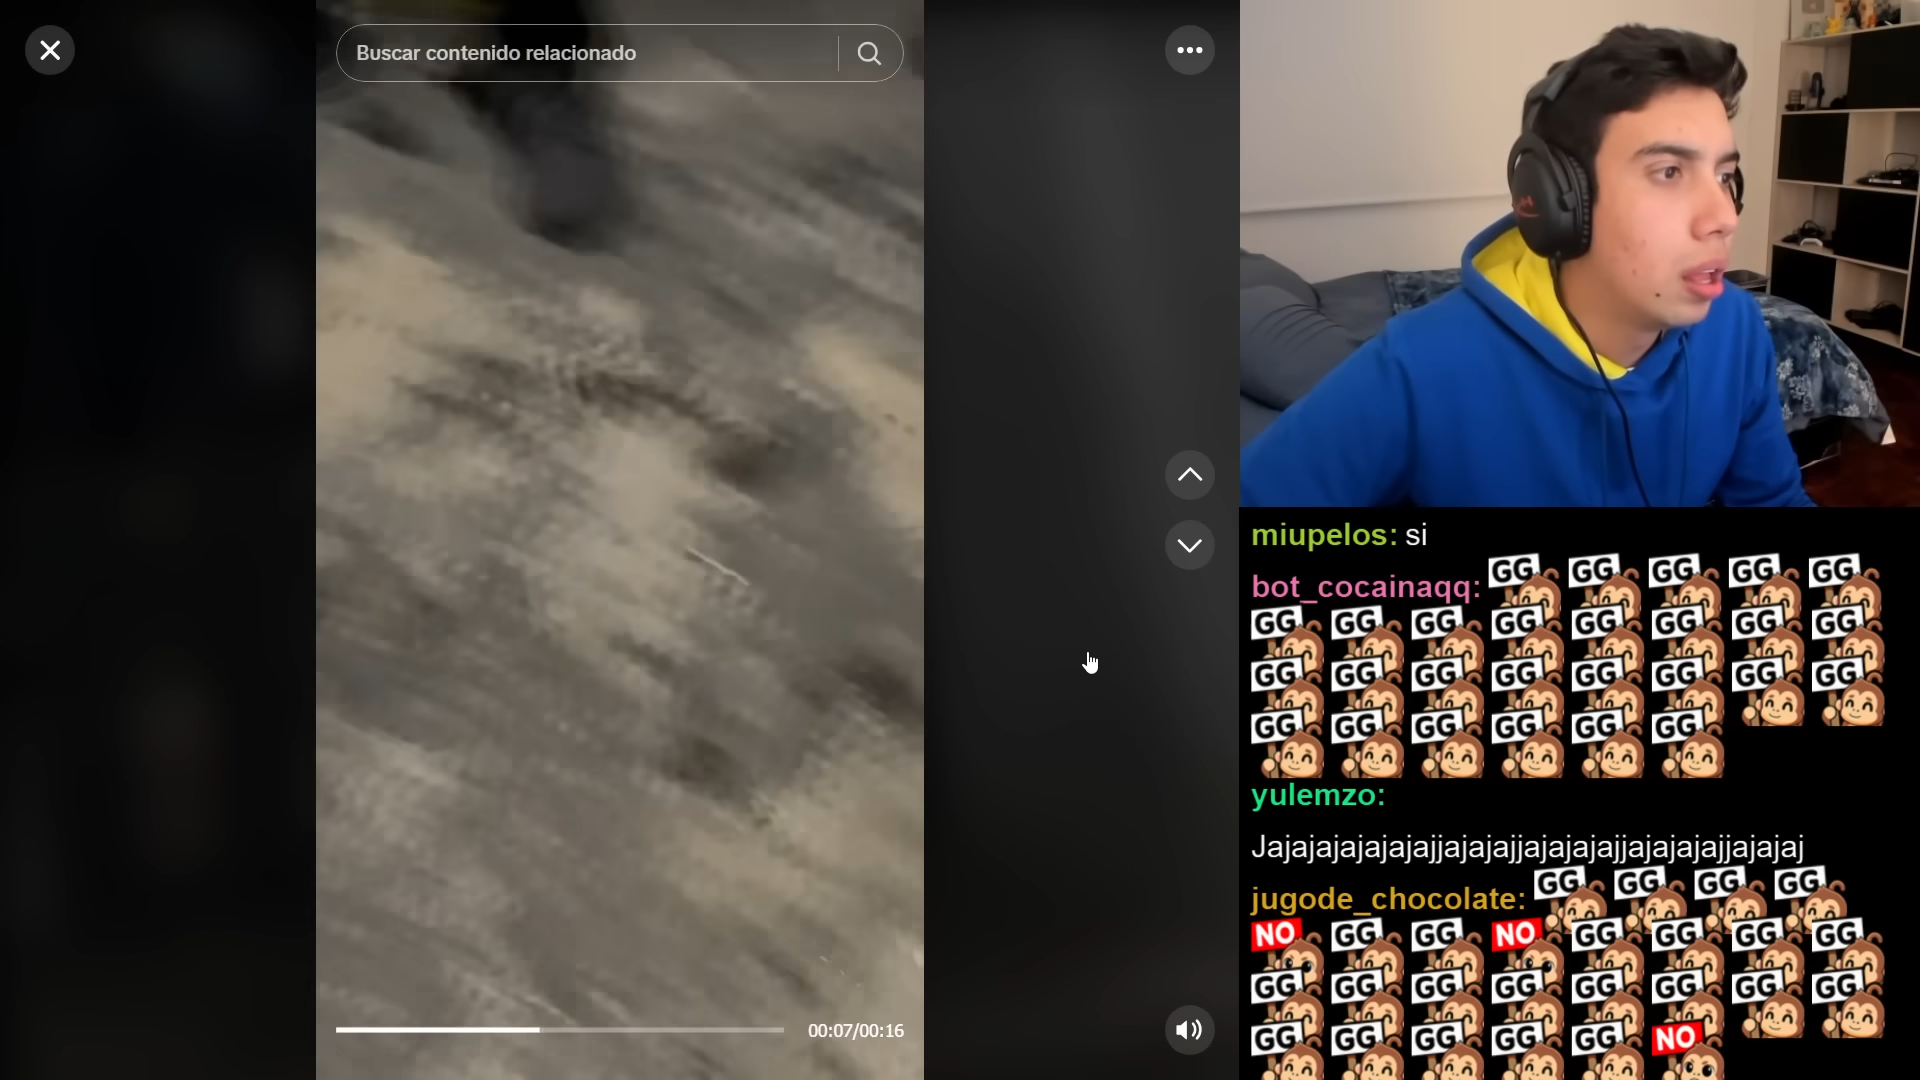 Buscar contenido relacionado
00:07/00:16
miupelos: si
bot_cocainaqq: GG GG GG GG GG
GG GG GG GG GG GG GG GG
GG GG GG GG GG GG GG GG
GG GG GG GG GG GG
yulemzo:
Jajajajajajajajjajajajjajajajajjajajajajjajajaj
jugode_chocolate: GG GG GG GG
NO GG GG NO GG GG GG GG
GG GG GG GG GG GG GG GG
GG GG GG GG GG NO